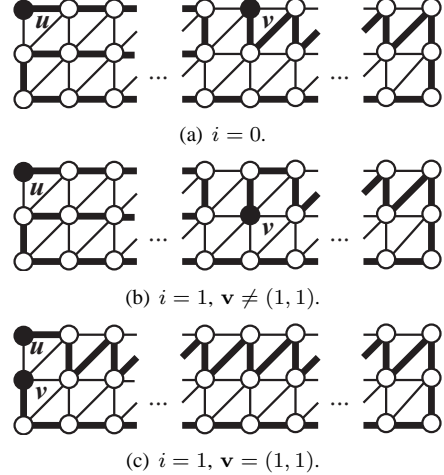 u
v
... ...
(a) i = 0.
u
v
... ...
(b) i = 1, v ≠ (1, 1).
u
v
... ...
(c) i = 1, v = (1, 1).